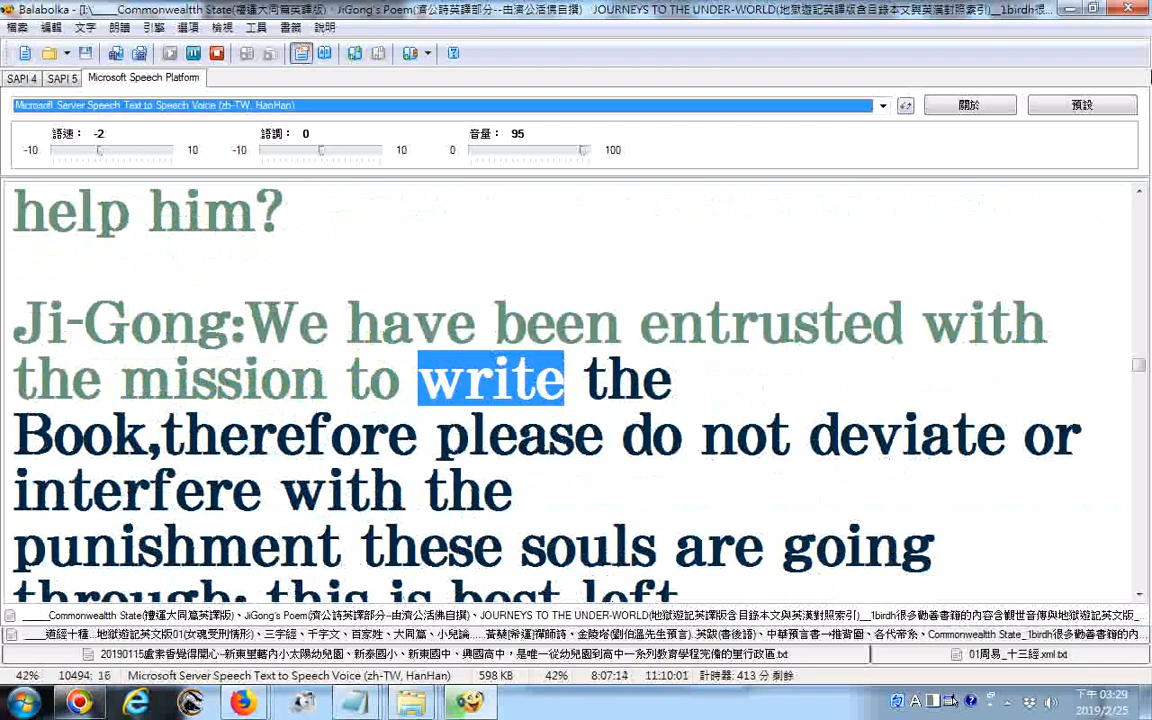 Balabolka - [I:\____Commonwealth State(禮運大同篇英譯版)、JiGong's Poem(濟公詩英譯部分--由濟公活佛自撰) JOURNEYS TO THE UNDER-WORLD(地獄遊記英譯版含目錄本文與英漢對照索引)__1birdh很...
檔案 編輯 文字 朗讀 引擎 選項 檢視 工具 書籤 說明
SAPI 4 SAPI 5 Microsoft Speech Platform
Microsoft Server Speech Text to Speech Voice (zh-TW, HanHan) 關於 預設
語速： -2 語調： 0 音量： 95
-10 10 -10 10 0 100
help him?
Ji-Gong:We have been entrusted with
the mission to write the
Book,therefore please do not deviate or
interfere with the
punishment these souls are going
through; this is best left
____Commonwealth State(禮運大同篇英譯版)、JiGong's Poem(濟公詩英譯部分--由濟公活佛自撰)、JOURNEYS TO THE UNDER-WORLD(地獄遊記英譯版含目錄本文與英漢對照索引)__1birdh很多勸善書籍的內容含觀世音傳與地獄遊記英文版_
道經十種...地獄遊記英文版01(女魂受刑情形)、三字經、千字文、百家姓、大同篇、小兒論......黃蘗[希運]禪師詩、金陵塔(劉伯溫先生預言).英歎(書後語)、中華預言書一推背圖、各代帝系、Commonwealth State_1birdh很多勸善書籍的內...
20190115盧素眥覺得開心--新東里轄內小太陽幼兒園、新泰國小、新東國中、興國高中，是唯一從幼兒園到高中一系列教育學程完備的里行政區.txt 01周易_十三經.xml.txt
42% 10494: 16 Microsoft Server Speech Text to Speech Voice (zh-TW, HanHan) 598 KB 42% 8:07:14 11:10:01 計時器: 413 分 剩餘
下午 03:29
2019/2/25